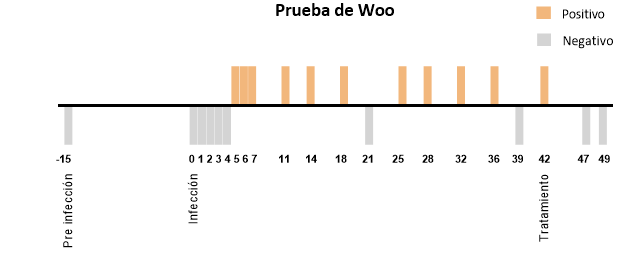 Prueba de Woo
Positivo
Negativo
-15 0 1 2 3 4 5 6 7 11 14 18 21 25 28 32 36 39 42 47 49
Pre infección
Infección
Tratamiento